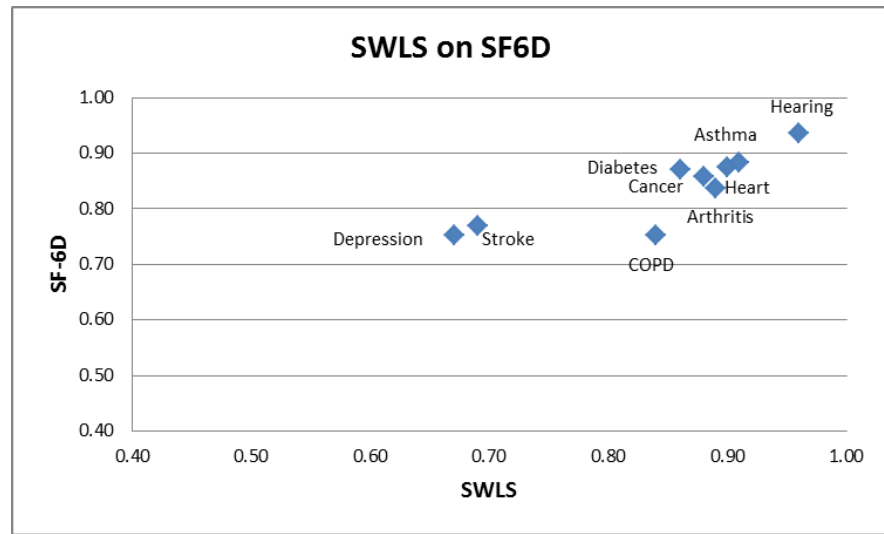 SWLS on SF6D
1.00
Hearing
Asthma
0.90
Diabetes
Cancer
Heart
0.80
Arthritis
Depression
Stroke
SF-6D
0.70
COPD
0.60
0.50
0.40
0.40 0.50 0.60 0.70 0.80 0.90 1.00
SWLS